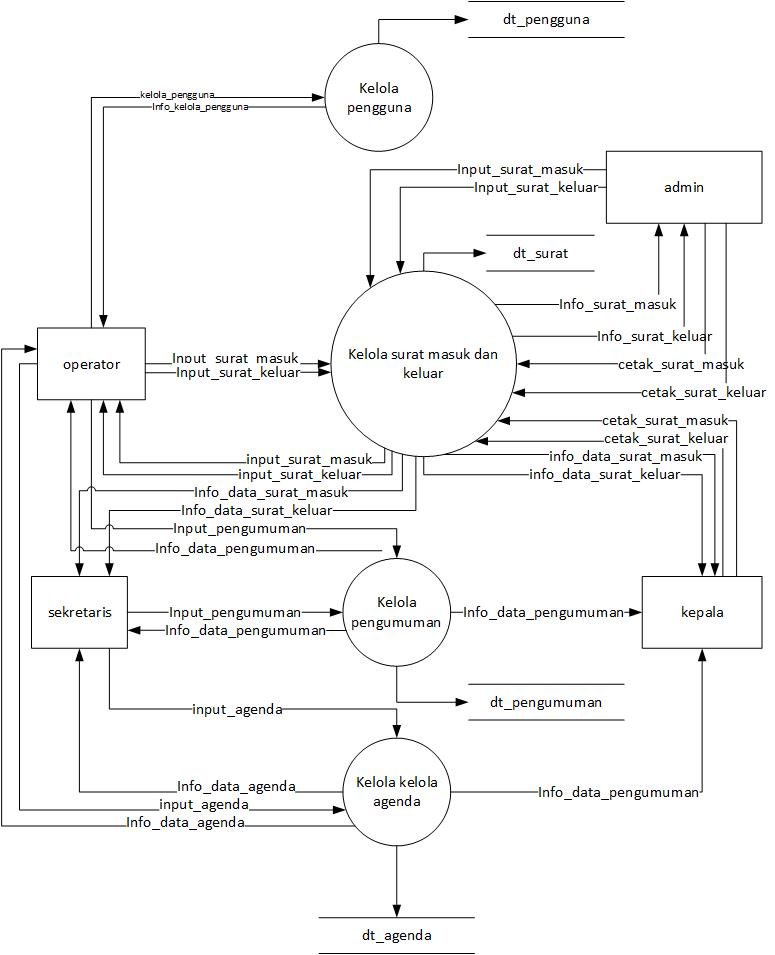 dt_pengguna
Kelola
pengguna
kelola_pengguna
Info_kelola_pengguna
Input_surat_masuk
Input_surat_keluar
admin
dt_surat
Info_surat_masuk
Info_surat_keluar
operator
Input_surat_masuk
Input_surat_keluar
Kelola surat masuk dan
keluar
cetak_surat_masuk
cetak_surat_keluar
cetak_surat_masuk
cetak_surat_keluar
info_data_surat_masuk
info_data_surat_keluar
input_surat_masuk
input_surat_keluar
Info_data_surat_masuk
Info_data_surat_keluar
Input_pengumuman
Info_data_pengumuman
sekretaris
Input_pengumuman
Info_data_pengumuman
Kelola
pengumuman
Info_data_pengumuman
kepala
dt_pengumuman
input_agenda
Kelola kelola
agenda
Info_data_agenda
input_agenda
Info_data_agenda
Info_data_pengumuman
dt_agenda